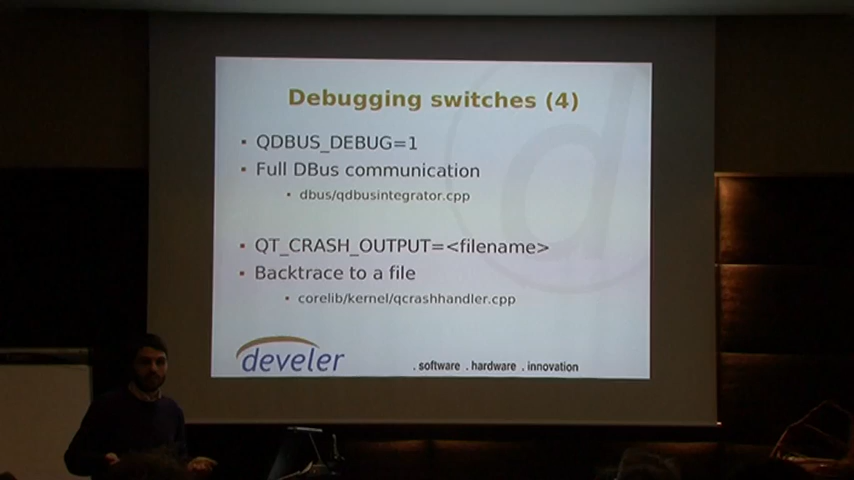 Debugging switches (4)
▪ QDBUS_DEBUG=1
▪ Full DBus communication
▪ dbus/qdbusintegrator.cpp
▪ QT_CRASH_OUTPUT=<filename>
▪ Backtrace to a file
▪ corelib/kernel/qcrashhandler.cpp
develer
. software . hardware . innovation